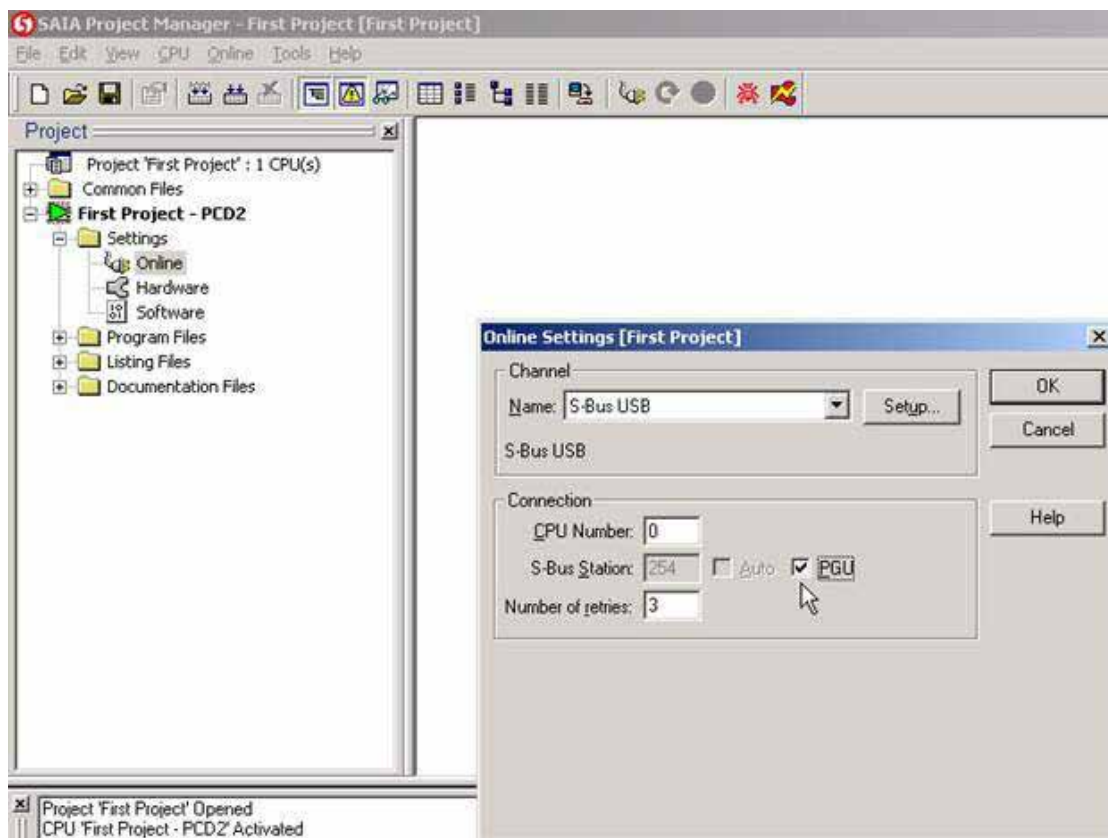 SAIA Project Manager - First Project [First Project]
File Edit View CPU Online Tools Help
Project
Project 'First Project' : 1 CPU(s)
Common Files
First Project - PCD2
Settings
Online
Hardware
Software
Program Files
Listing Files
Documentation Files
Online Settings [First Project]
Channel
Name: S-Bus USB Setup...
S-Bus USB
OK
Cancel
Help
Connection
CPU Number: 0
S-Bus Station: 254 Auto PGU
Number of retries: 3
Project 'First Project' Opened
CPU 'First Project - PCD2' Activated